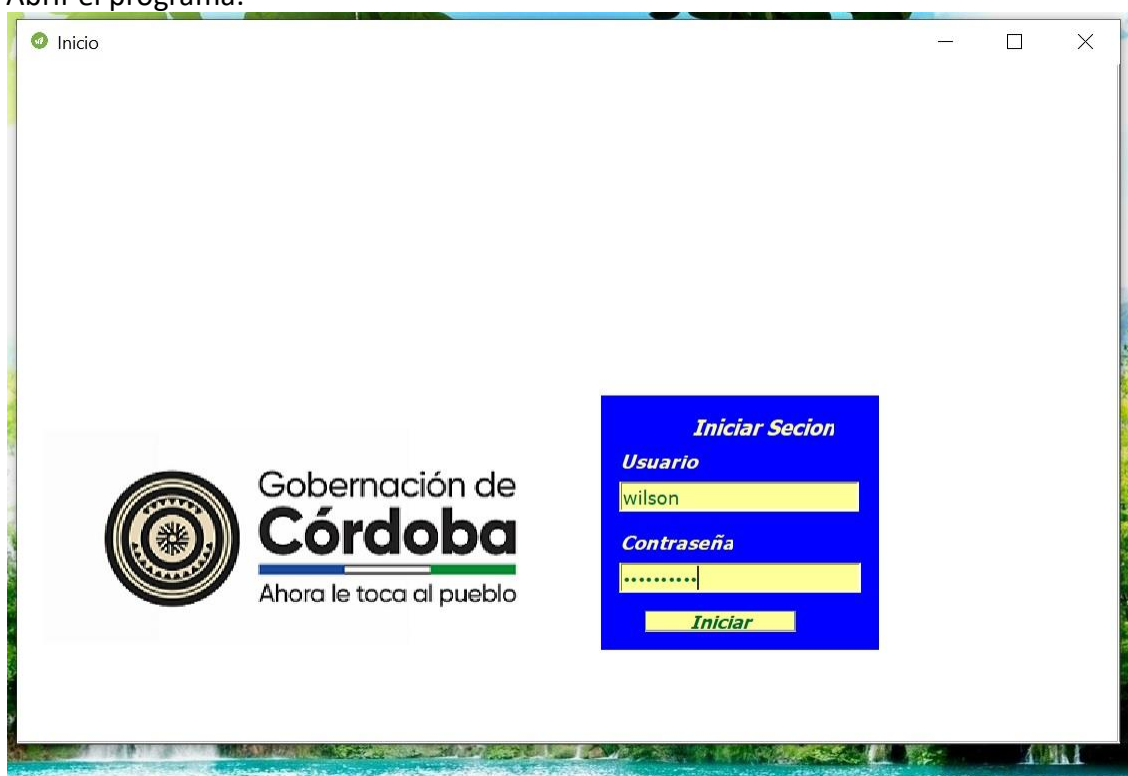 Abrir el programa.
Inicio
Gobernación de
Córdoba
Ahora le toca al pueblo
Iniciar Secion
Usuario
wilson
Contraseña
••••••••••
Iniciar